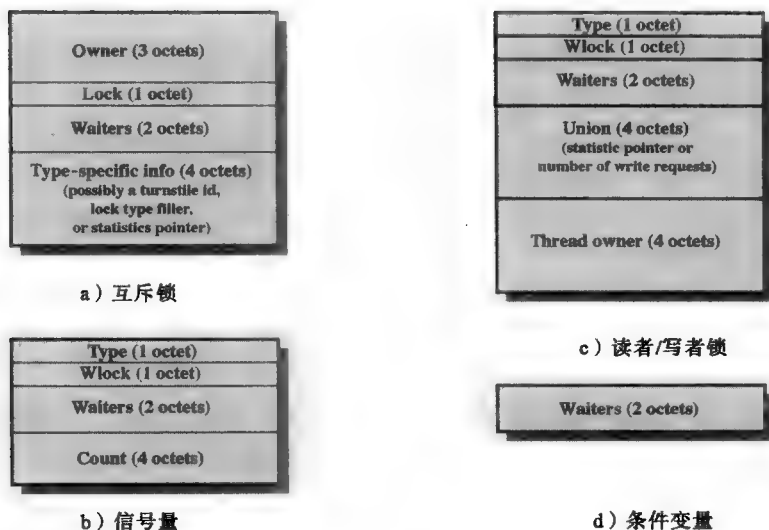 Owner (3 octets)
Lock (1 octet)
Waiters (2 octets)
Type-specific info (4 octets)
(possibly a turnstile id,
lock type filler,
or statistics pointer)
a）互斥锁
Type (1 octet)
Wlock (1 octet)
Waiters (2 octets)
Count (4 octets)
b）信号量
Type (1 octet)
Wlock (1 octet)
Waiters (2 octets)
Union (4 octets)
(statistic pointer or
number of write requests)
Thread owner (4 octets)
c）读者/写者锁
Waiters (2 octets)
d）条件变量